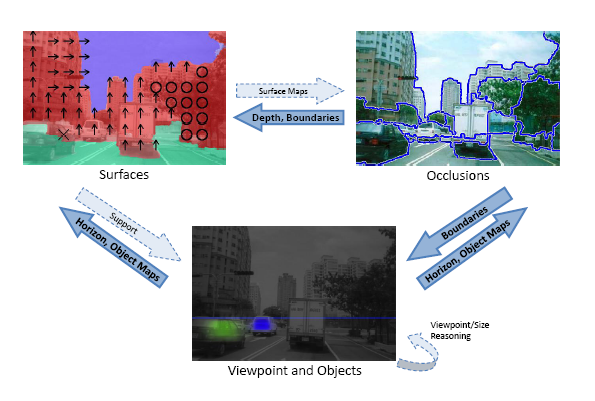 Surface Maps
Depth, Boundaries
Surfaces
Occlusions
Support
Horizon, Object Maps
Boundaries
Horizon, Object Maps
Viewpoint/Size
Reasoning
Viewpoint and Objects